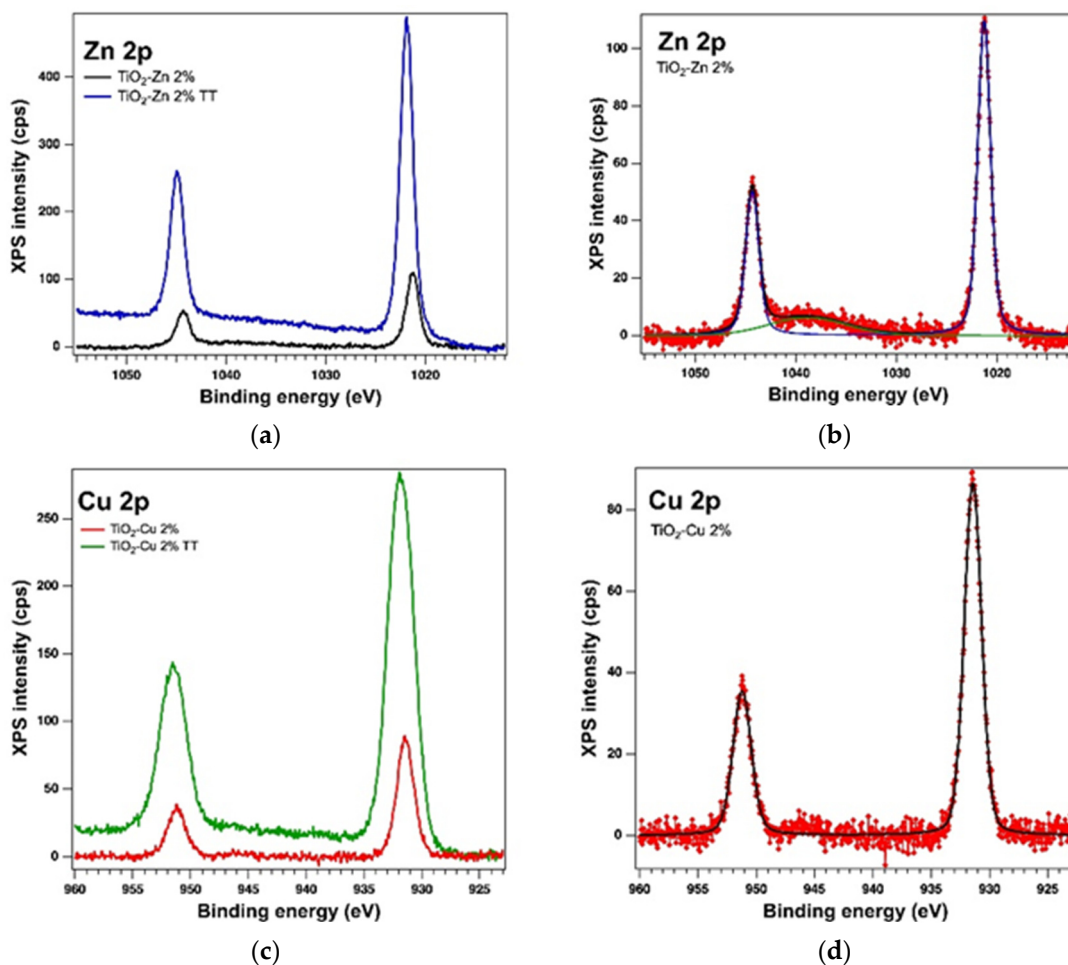 Zn 2p
TiO₂-Zn 2%
TiO₂-Zn 2% TT
400
300
200
100
0
XPS intensity (cps)
1050
1040
1030
1020
Binding energy (eV)
(a)
Zn 2p
TiO₂-Zn 2%
100
80
60
40
20
0
XPS intensity (cps)
1050
1040
1030
1020
Binding energy (eV)
(b)
Cu 2p
TiO₂-Cu 2%
TiO₂-Cu 2% TT
250
200
150
100
50
0
XPS intensity (cps)
960
955
950
945
940
935
930
925
Binding energy (eV)
(c)
Cu 2p
TiO₂-Cu 2%
80
60
40
20
0
XPS intensity (cps)
960
955
950
945
940
935
930
925
Binding energy (eV)
(d)